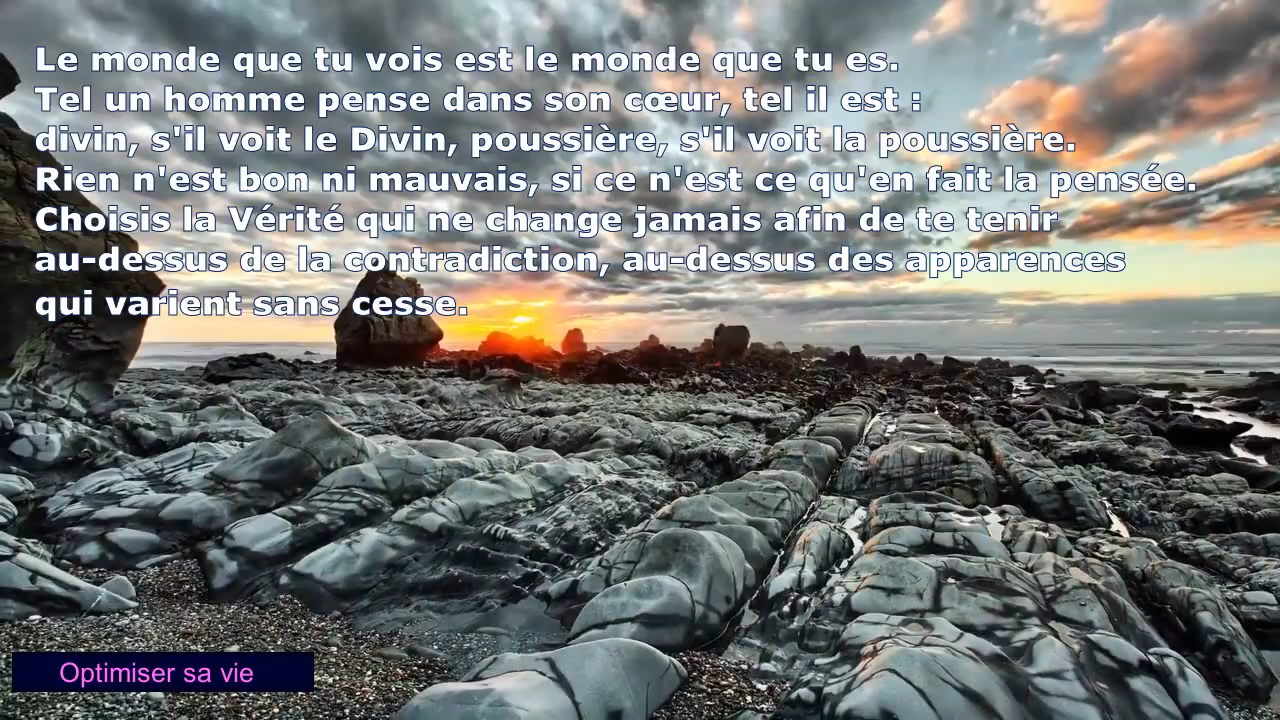 Le monde que tu vois est le monde que tu es.
Tel un homme pense dans son cœur, tel il est :
divin, s'il voit le Divin, poussière, s'il voit la poussière.
Rien n'est bon ni mauvais, si ce n'est ce qu'en fait la pensée.
Choisis la Vérité qui ne change jamais afin de te tenir
au-dessus de la contradiction, au-dessus des apparences
qui varient sans cesse.
Optimiser sa vie